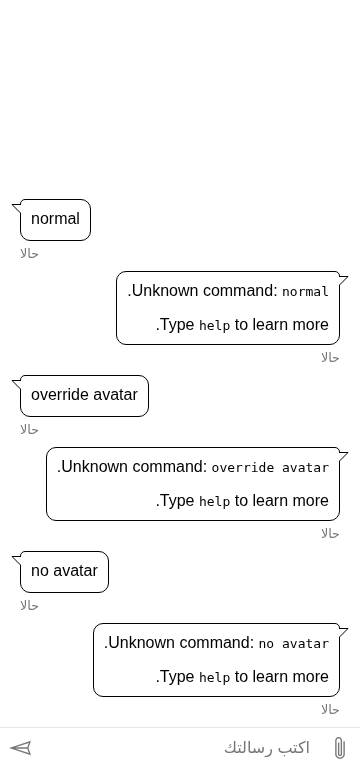 normal
حالا
Unknown command: normal.
Type help to learn more.
حالا
override avatar
حالا
Unknown command: override avatar.
Type help to learn more.
حالا
no avatar
حالا
Unknown command: no avatar.
Type help to learn more.
حالا
اكتب رسالتك